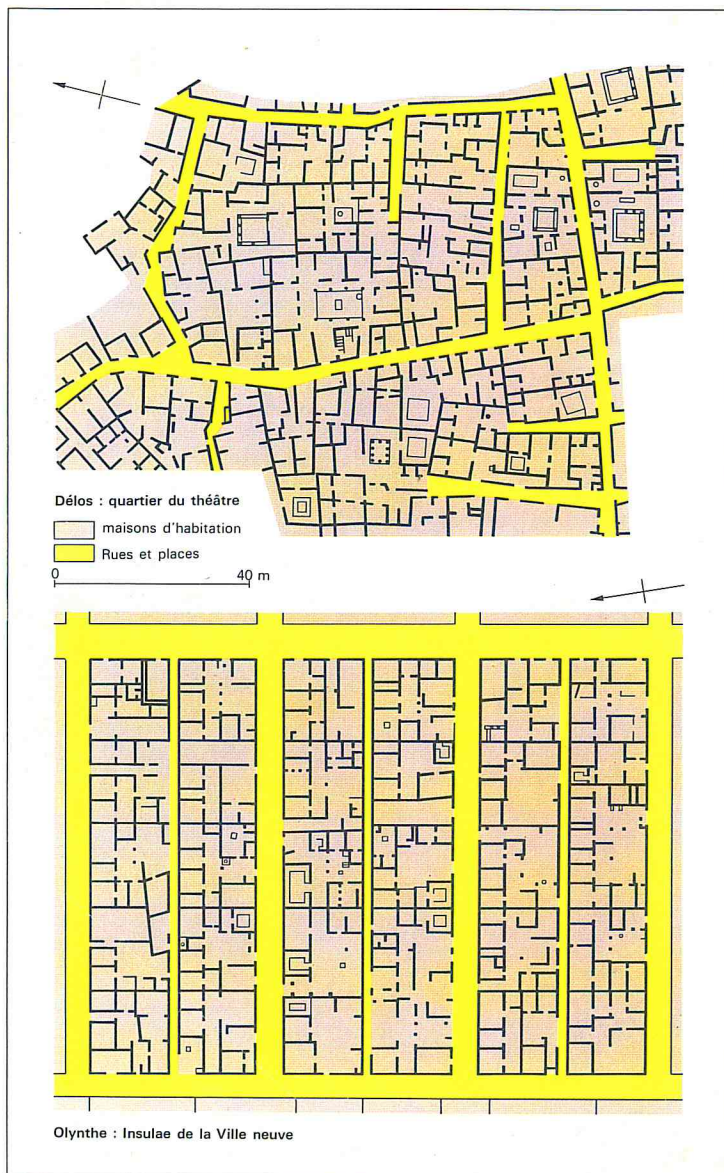 Délos : quartier du théâtre
maisons d'habitation
Rues et places
0 40 m
Olynthe : Insulae de la Ville neuve